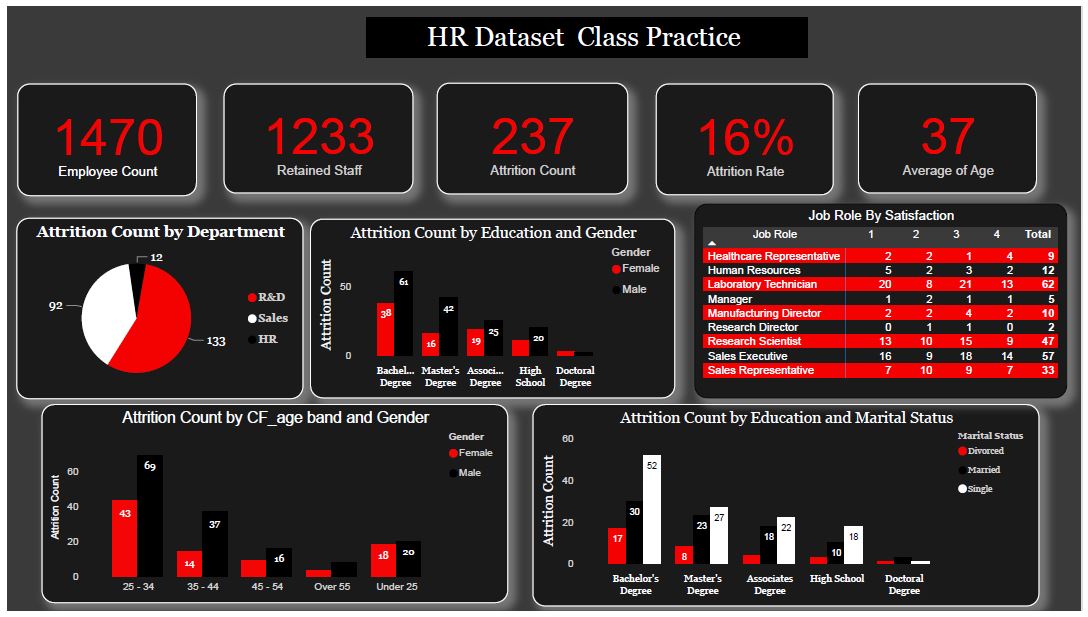 HR Dataset Class Practice
1470
Employee Count
1233
Retained Staff
237
Attrition Count
16%
Attrition Rate
37
Average of Age
Attrition Count by Department
12
92
133
R&D
Sales
HR
Attrition Count by Education and Gender
Gender
Female
Male
Attrition Count
50
0
38
61
16
42
19
25
20
Bachel... Degree
Master's Degree
Associ... Degree
High School
Doctoral Degree
Job Role By Satisfaction
Job Role 1 2 3 4 Total
Healthcare Representative 2 2 1 4 9
Human Resources 5 2 3 2 12
Laboratory Technician 20 8 21 13 62
Manager 1 2 1 1 5
Manufacturing Director 2 2 4 2 10
Research Director 0 1 1 0 2
Research Scientist 13 10 15 9 47
Sales Executive 16 9 18 14 57
Sales Representative 7 10 9 7 33
Attrition Count by CF_age band and Gender
Gender
Female
Male
Attrition Count
60
40
20
0
43
69
14
37
16
18
20
25 - 34
35 - 44
45 - 54
Over 55
Under 25
Attrition Count by Education and Marital Status
Marital Status
Divorced
Married
Single
Attrition Count
60
40
20
0
17
30
52
8
23
27
18
22
10
18
Bachelor's Degree
Master's Degree
Associates Degree
High School
Doctoral Degree